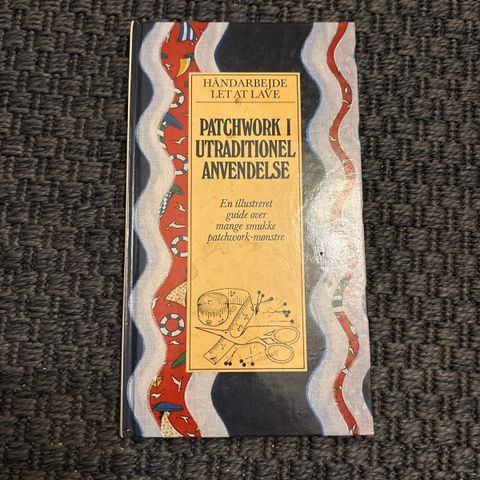 HÅNDARBEJDE
LET AT LAVE
PATCHWORK I
UTRADITIONEL
ANVENDELSE
En illustreret
guide over
mange smukke
patchwork-mønstre